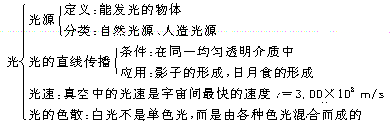 定义:能发光的物体
光源
分类:自然光源、人造光源
条件:在同一均匀透明介质中
光 光的直线传播
应用:影子的形成,日月食的形成
光速:真空中的光速是宇宙间最快的速度 c=3.00×10⁸ m/s
光的色散:白光不是单色光,而是由各种色光混合而成的